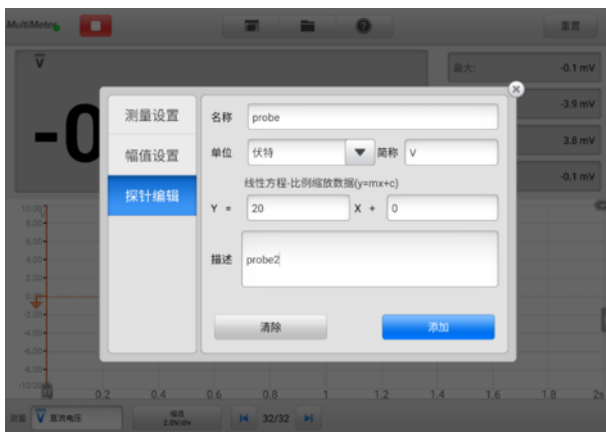 MultiMeter
重置
V
最大:
-0.1 mV
-0
-3.9 mV
3.8 mV
-0.1 mV
测量设置
幅值设置
探针编辑
名称 probe
单位 伏特 简称 V
线性方程-比例缩放数据(y=mx+c)
Y = 20 X + 0
描述 probe2
清除 添加
10.00
8.00
6.00
4.00
2.00
-2.00
-4.00
-6.00
-8.00
-10.00
0.2 0.4 0.6 0.8 1 1.2 1.4 1.6 1.8 2s
测量 V 直流电压 幅值 32/32
2.0V/div